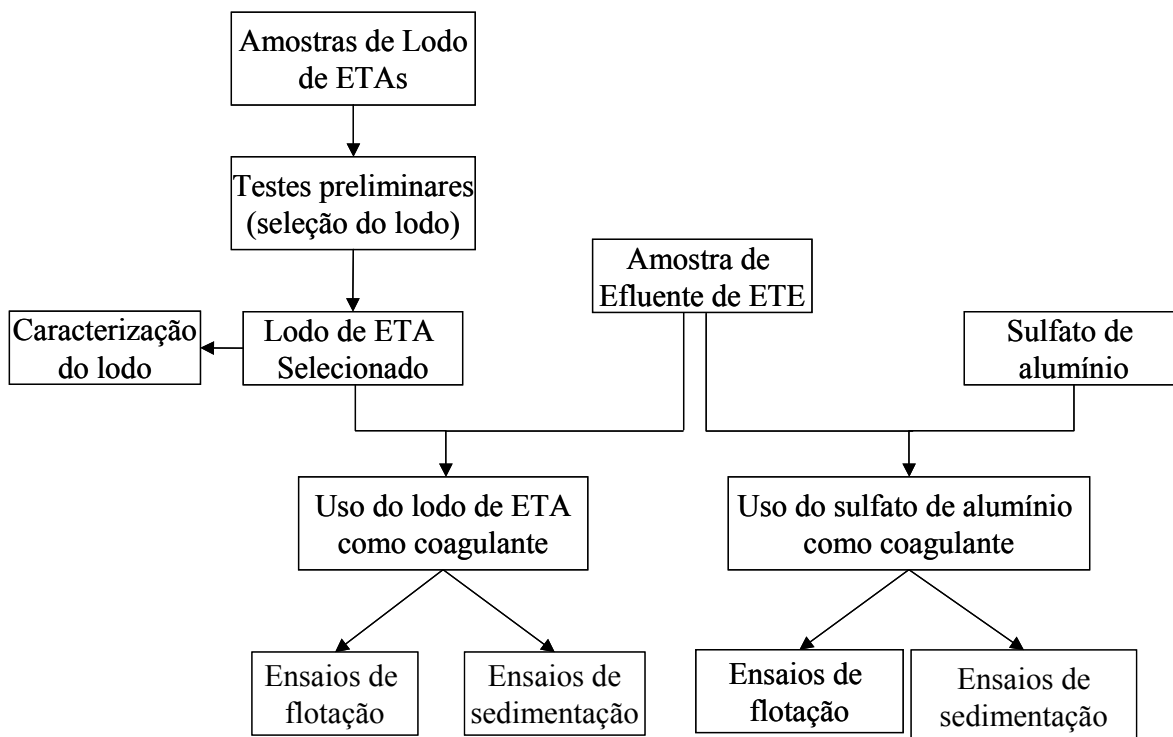 Amostras de Lodo
de ETAs
Testes preliminares
(seleção do lodo)
Amostra de
Efluente de ETE
Caracterização
do lodo
Lodo de ETA
Selecionado
Sulfato de
alumínio
Uso do lodo de ETA
como coagulante
Uso do sulfato de alumínio
como coagulante
Ensaios de
flotação
Ensaios de
sedimentação
Ensaios de
flotação
Ensaios de
sedimentação